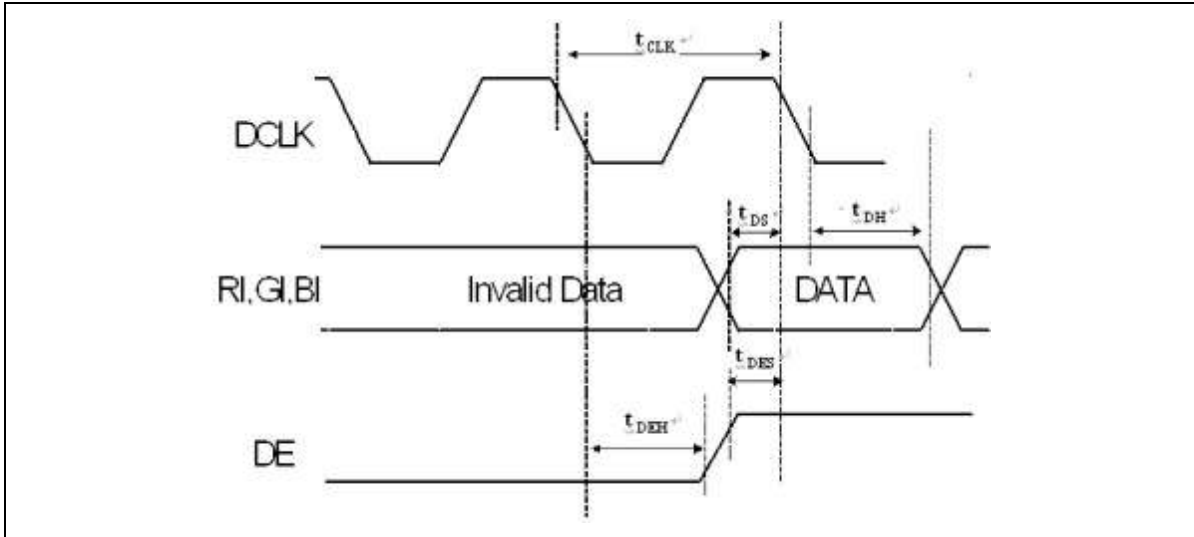 tCLK
DCLK
tDS tDH
RI,GI,BI Invalid Data DATA
tDES
tDEH
DE